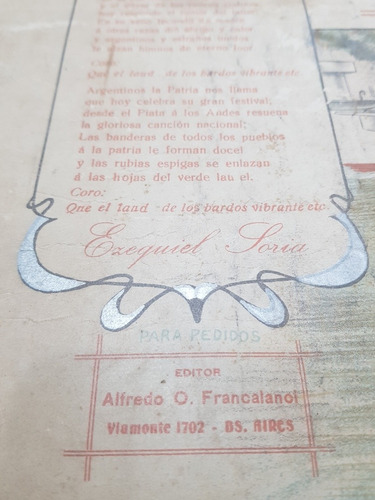 Que el laud de los bardos vibrante etc
Argentinos la Patria nos llama
que hoy celebra su gran festival;
desde el Plata á los Andes resuena
la gloriosa canción nacional;
Las banderas de todos los pueblos
á la patria le forman docel
y las rubias espigas se enlazan
á las hojas del verde lau el.
Coro:
Que el laud de los bardos vibrante etc.
Ezequiel Soria
PARA PEDIDOS
EDITOR
Alfredo O. Francalanci
Viamonte 1702 - BS. AIRES